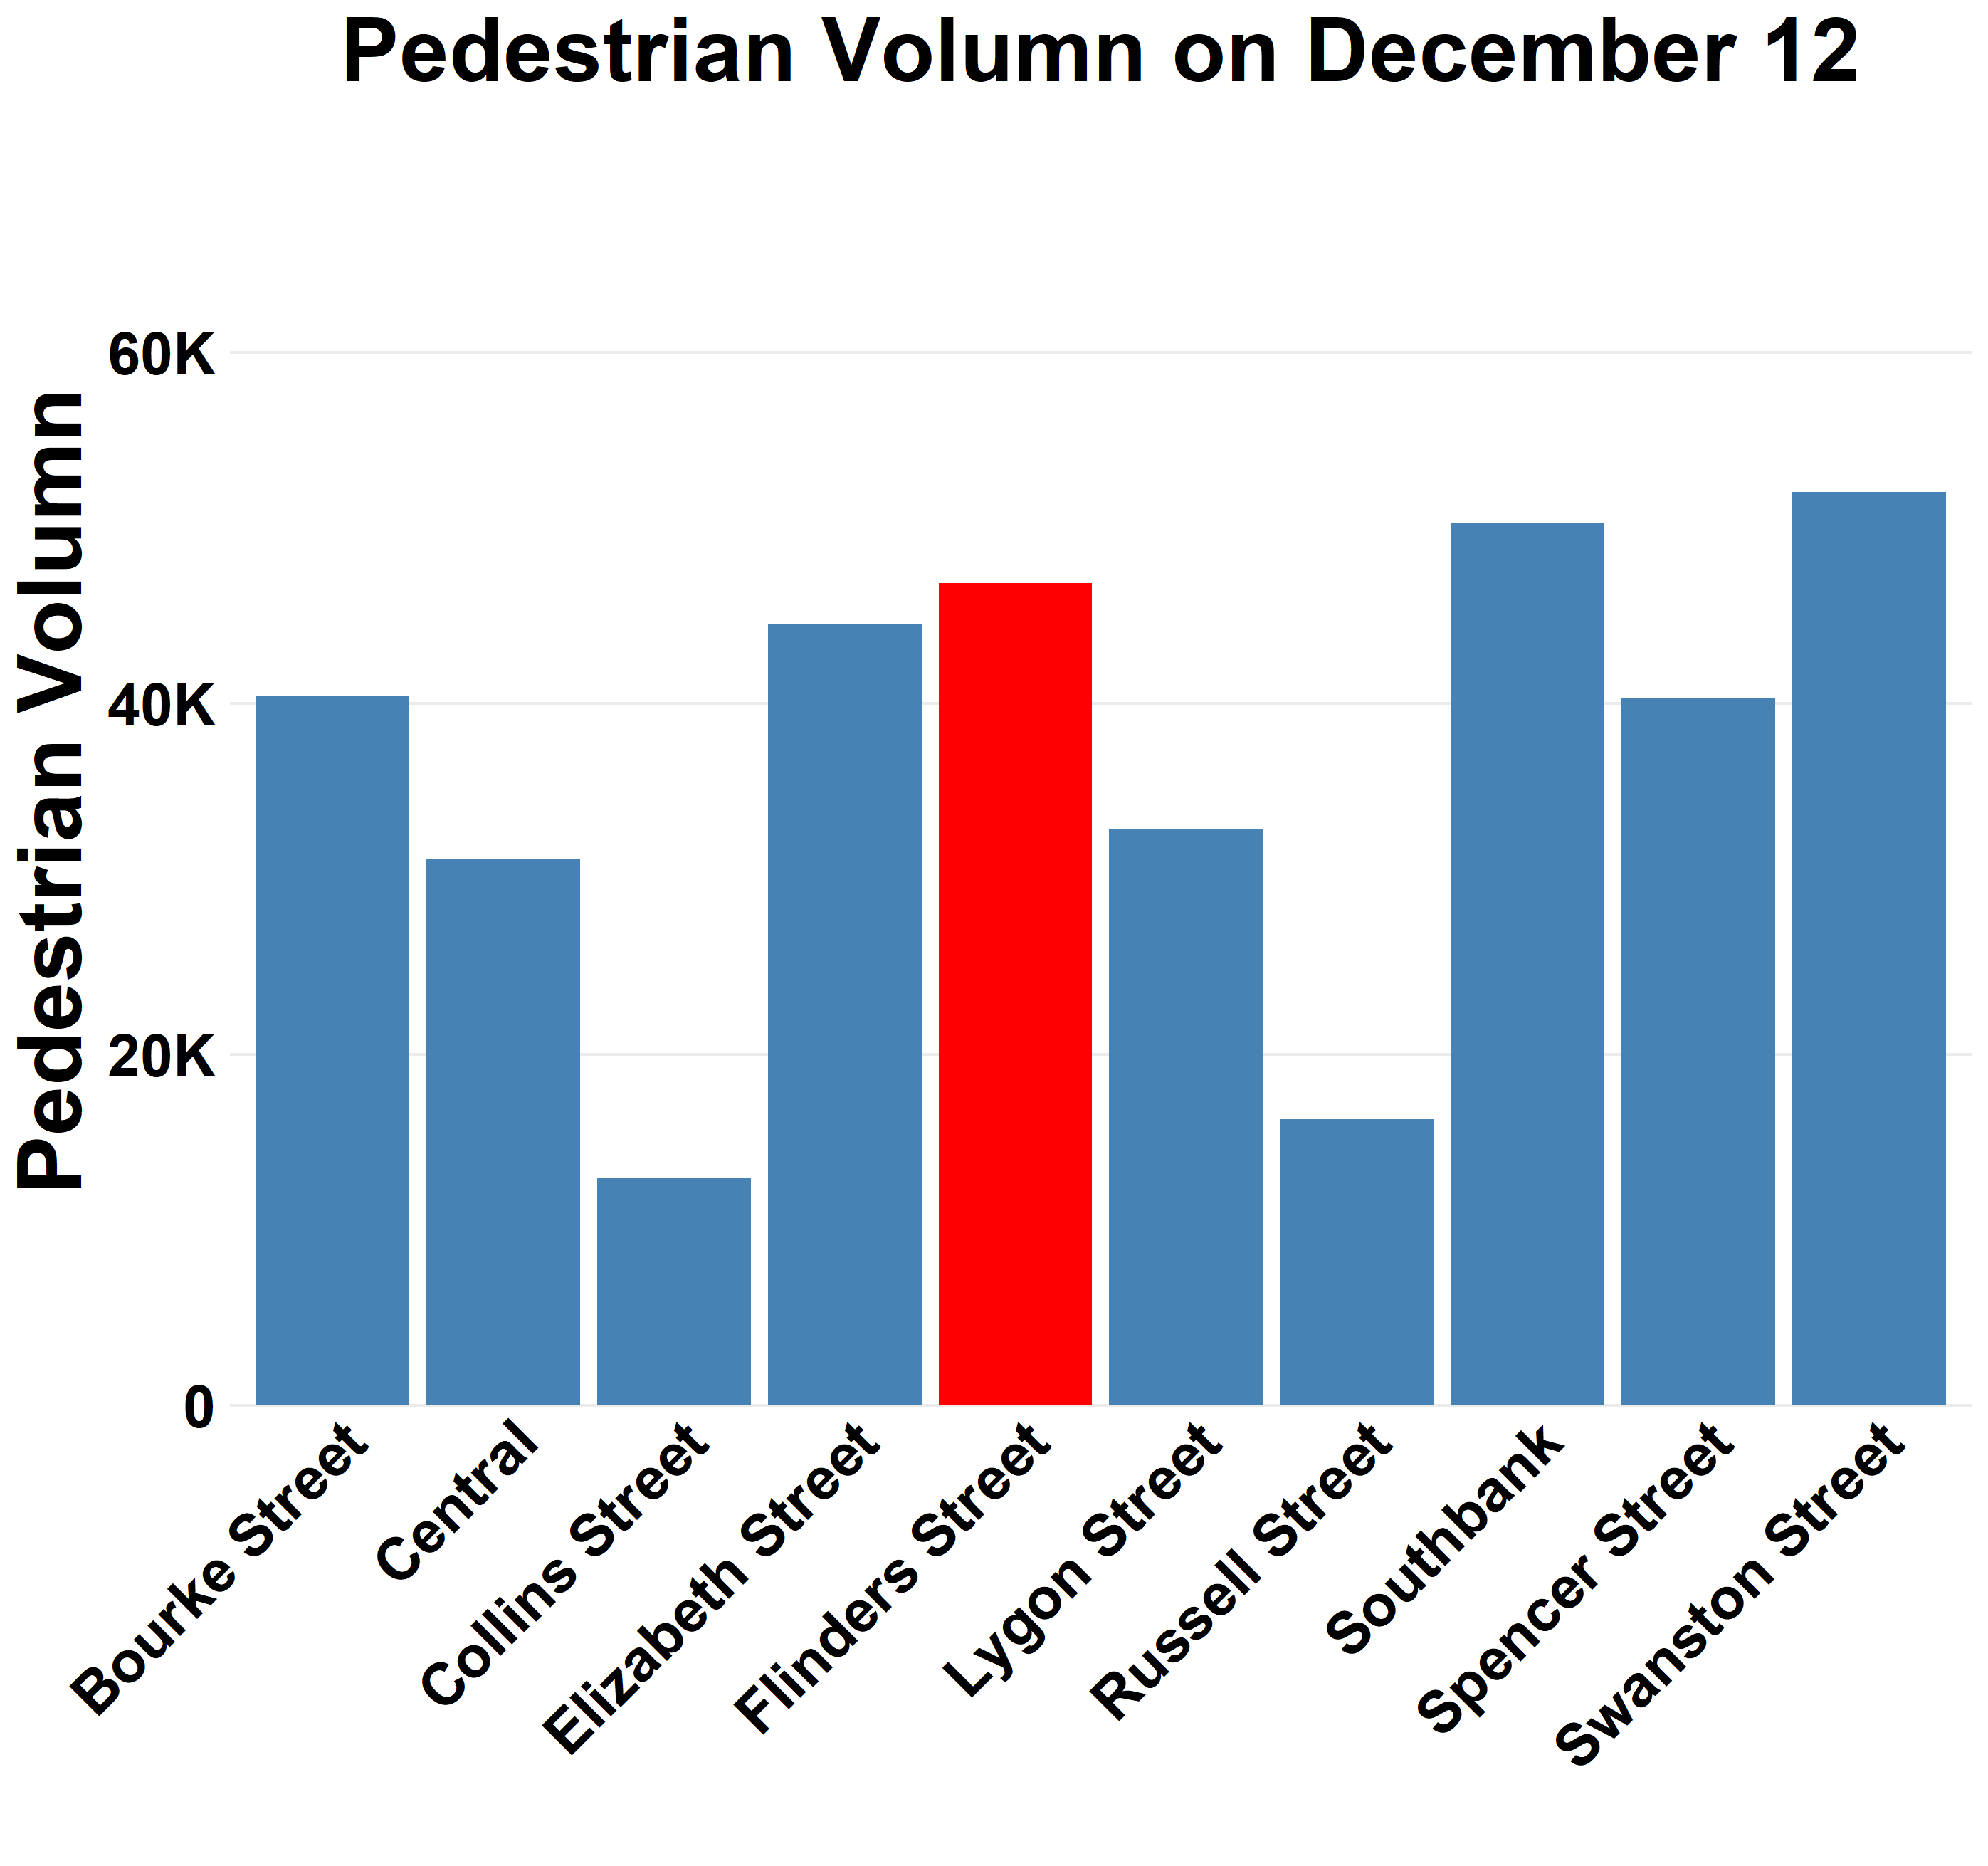 Pedestrian Volumn on December 12
Pedestrian Volumn
60K
40K
20K
0
Bourke Street
Central
Collins Street
Elizabeth Street
Flinders Street
Lygon Street
Russell Street
Southbank
Spencer Street
Swanston Street